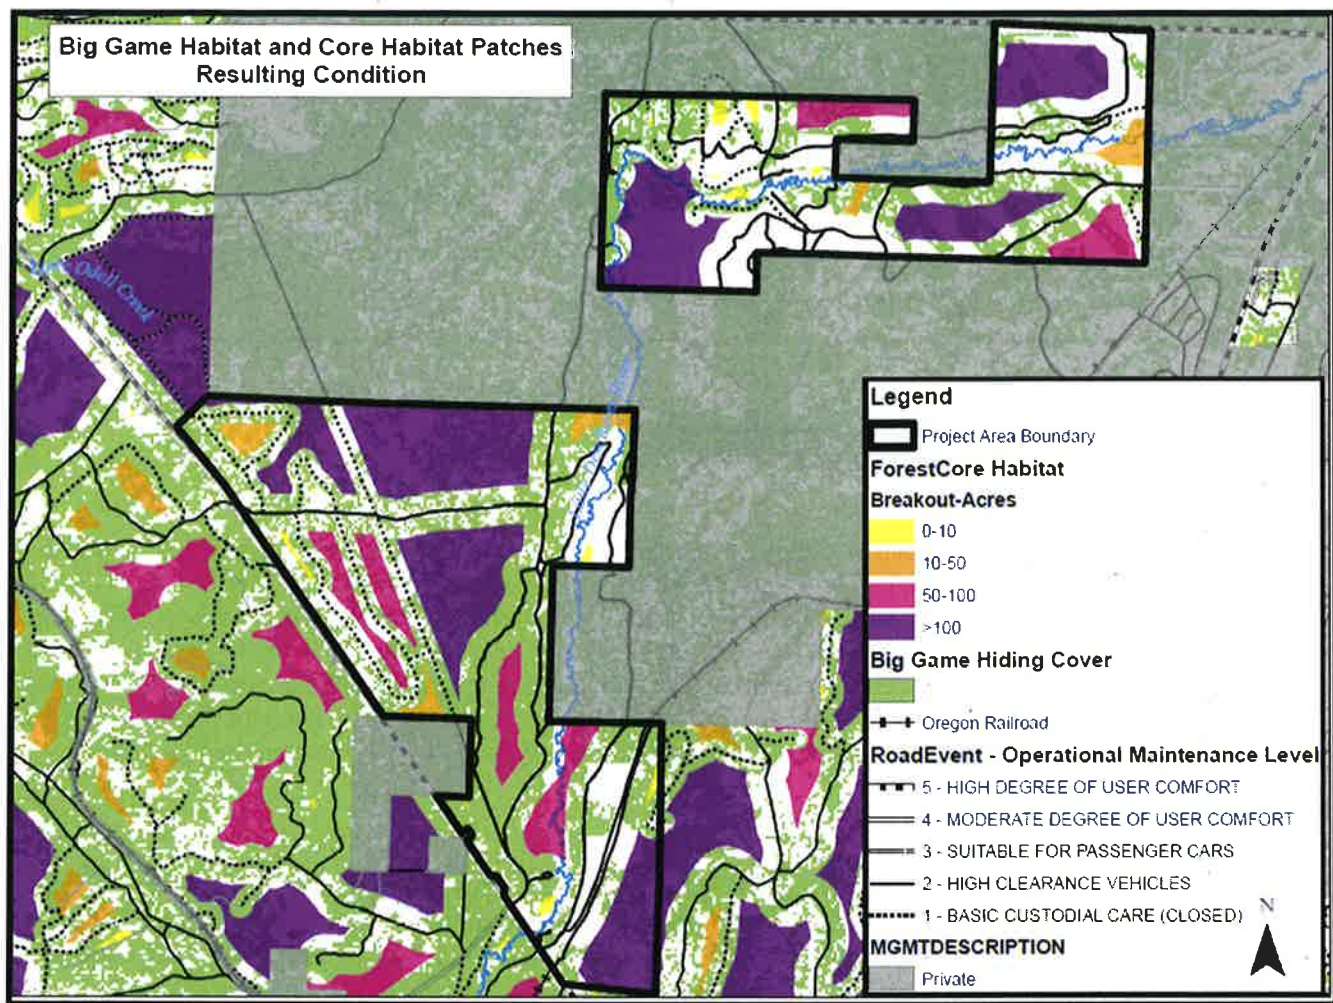 Big Game Habitat and Core Habitat Patches
Resulting Condition
Odell Creek
River
Legend
Project Area Boundary
ForestCore Habitat
Breakout-Acres
0-10
10-50
50-100
>100
Big Game Hiding Cover
Oregon Railroad
RoadEvent - Operational Maintenance Level
5 - HIGH DEGREE OF USER COMFORT
4 - MODERATE DEGREE OF USER COMFORT
3 - SUITABLE FOR PASSENGER CARS
2 - HIGH CLEARANCE VEHICLES
1 - BASIC CUSTODIAL CARE (CLOSED)
N
MGMTDESCRIPTION
Private